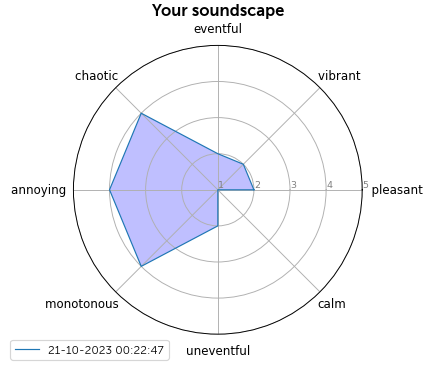 Your soundscape
eventful
chaotic
vibrant
annoying
1
2
3
4
5
pleasant
monotonous
calm
uneventful
21-10-2023 00:22:47